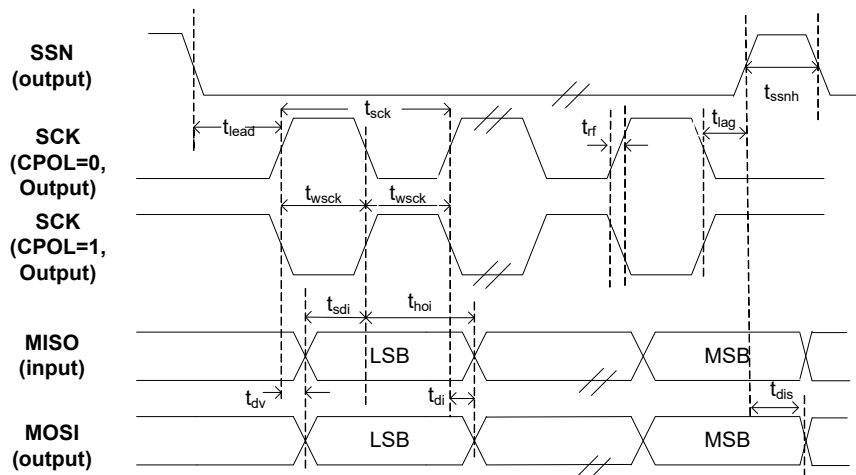 SSN
(output)
t_ssnh
t_sck
t_lead
t_rf
t_lag
SCK
(CPOL=0,
Output)
t_wsck
t_wsck
SCK
(CPOL=1,
Output)
t_sdi
t_hoi
MISO
(input)
LSB
MSB
t_dv
t_di
t_dis
MOSI
(output)
LSB
MSB